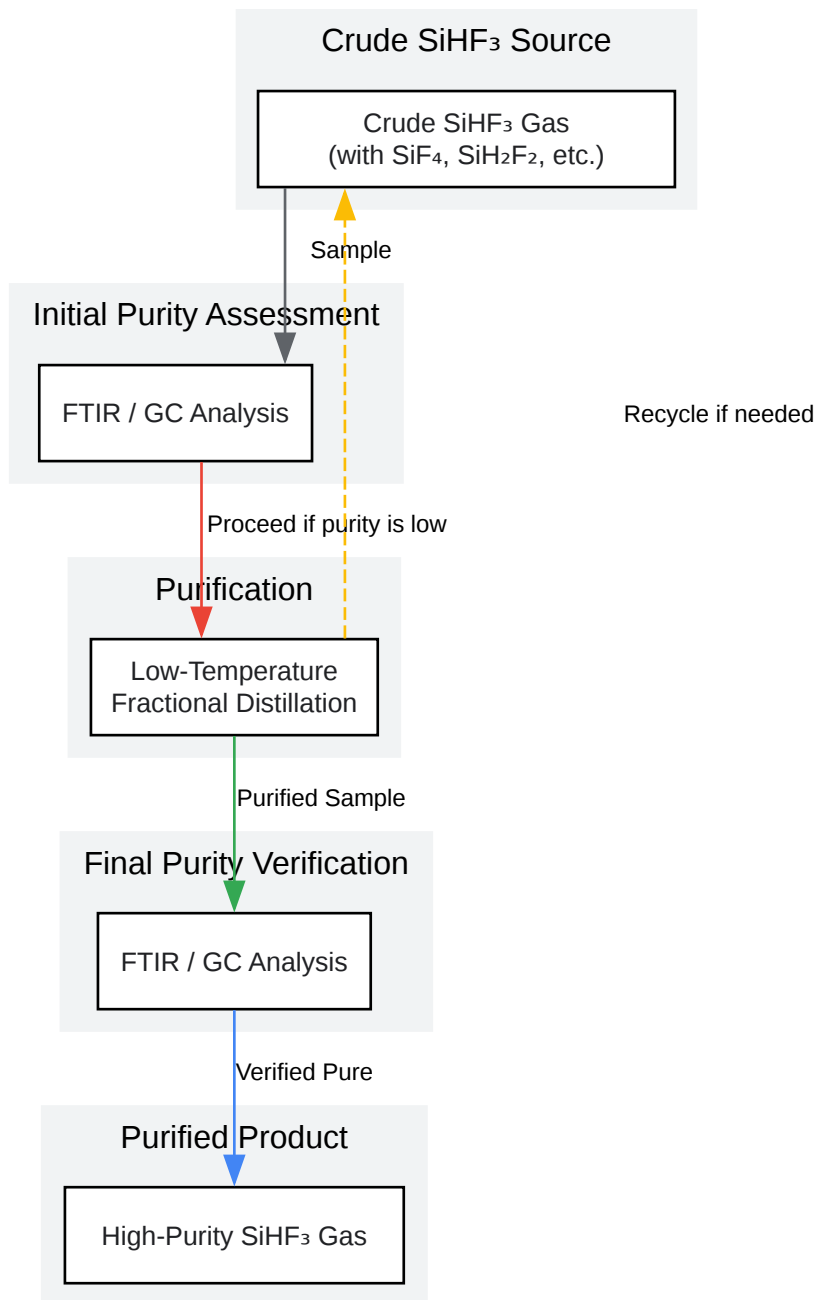 Crude SiHF₃ Source
Crude SiHF₃ Gas
(with SiF₄, SiH₂F₂, etc.)
Sample
Initial Purity Assessment
FTIR / GC Analysis
Recycle if needed
Proceed if purity is low
Purification
Low-Temperature
Fractional Distillation
Purified Sample
Final Purity Verification
FTIR / GC Analysis
Verified Pure
Purified Product
High-Purity SiHF₃ Gas